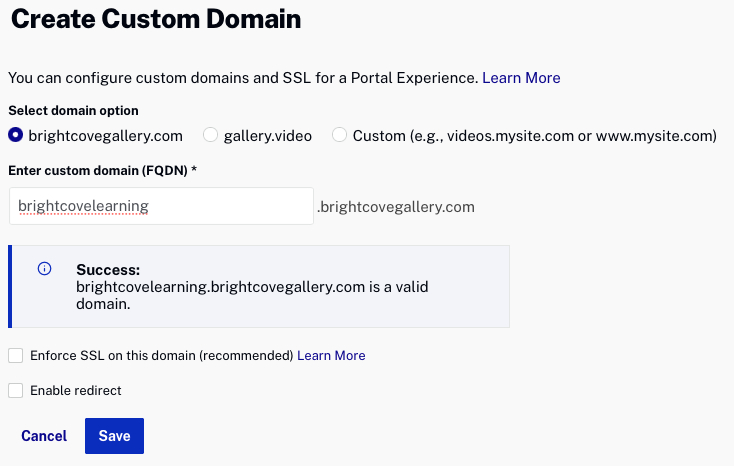 Create Custom Domain
You can configure custom domains and SSL for a Portal Experience. Learn More
Select domain option
brightcovegallery.com gallery.video Custom (e.g., videos.mysite.com or www.mysite.com)
Enter custom domain (FQDN) *
brightcovelearning .brightcovegallery.com
Success:
brightcovelearning.brightcovegallery.com is a valid
domain.
Enforce SSL on this domain (recommended) Learn More
Enable redirect
Cancel Save